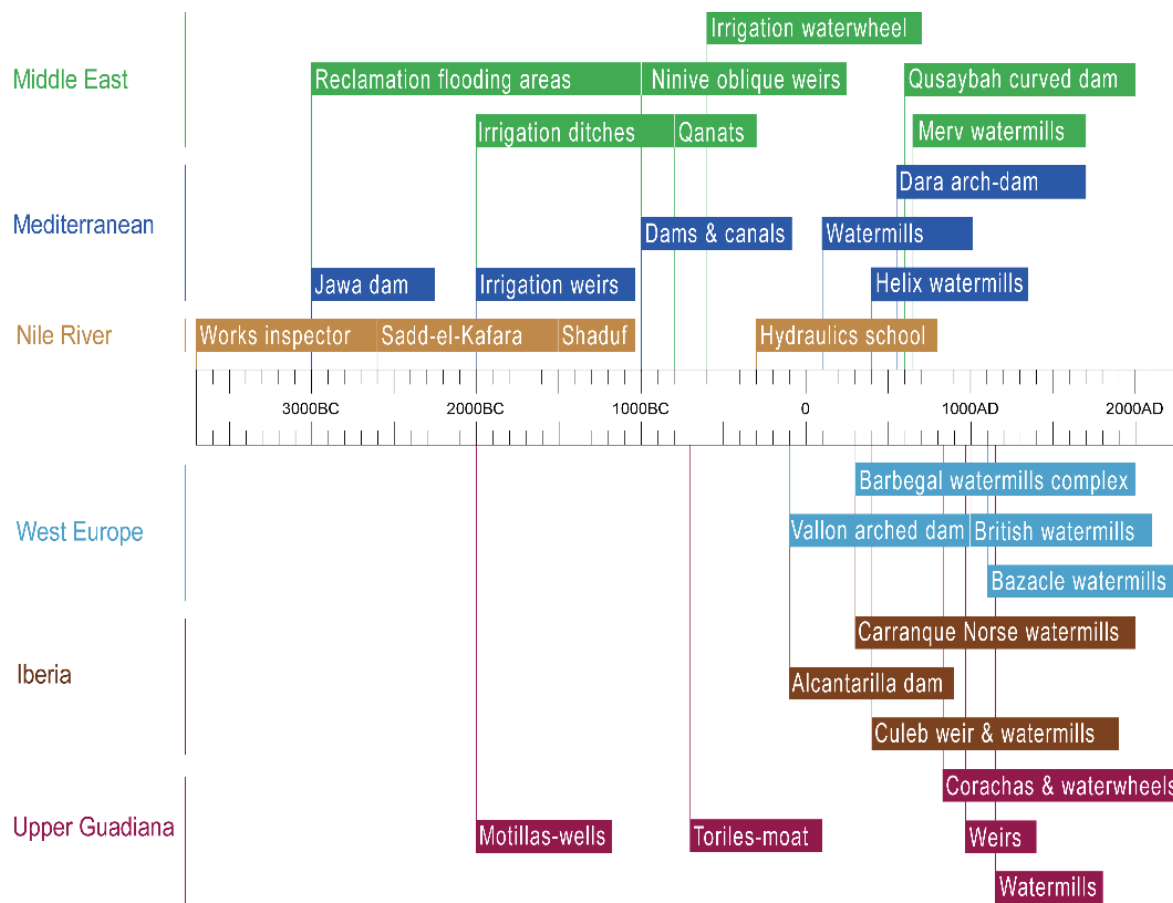 Irrigation waterwheel
Middle East
Reclamation flooding areas
Ninive oblique weirs
Qusaybah curved dam
Irrigation ditches
Qanats
Merv watermills
Dara arch-dam
Mediterranean
Dams & canals
Watermills
Jawa dam
Irrigation weirs
Helix watermills
Nile River
Works inspector
Sadd-el-Kafara
Shaduf
Hydraulics school
3000BC
2000BC
1000BC
0
1000AD
2000AD
Barbegal watermills complex
West Europe
Vallon arched dam
British watermills
Bazacle watermills
Carranque Norse watermills
Iberia
Alcantarilla dam
Culeb weir & watermills
Corachas & waterwheels
Upper Guadiana
Motillas-wells
Toriles-moat
Weirs
Watermills